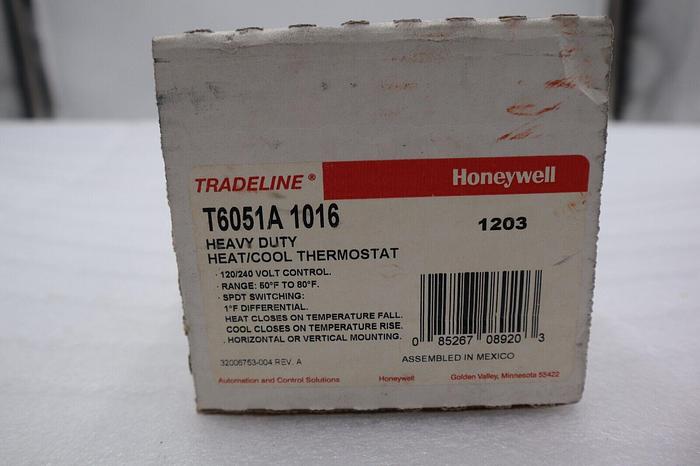 TRADELINE ® Honeywell
T6051A 1016 1203
HEAVY DUTY
HEAT/COOL THERMOSTAT
· 120/240 VOLT CONTROL.
· RANGE: 50°F TO 80°F.
· SPDT SWITCHING:
1°F DIFFERENTIAL.
HEAT CLOSES ON TEMPERATURE FALL.
COOL CLOSES ON TEMPERATURE RISE.
. HORIZONTAL OR VERTICAL MOUNTING.
0 85267 08920 3
ASSEMBLED IN MEXICO
32006753-004 REV. A
Automation and Control Solutions Honeywell Golden Valley, Minnesota 55422